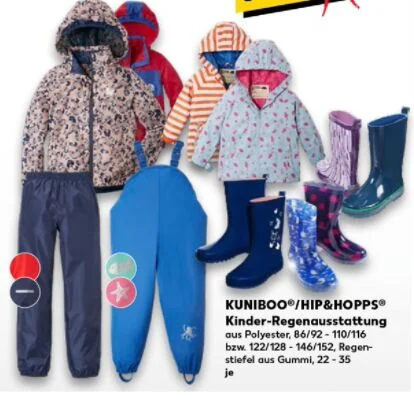 KUNIBOO®/HIP&HOPPS®
Kinder-Regenausstattung
aus Polyester, 86/92 - 110/116
bzw. 122/128 - 146/152, Regen-
stiefel aus Gummi, 22 - 35
je